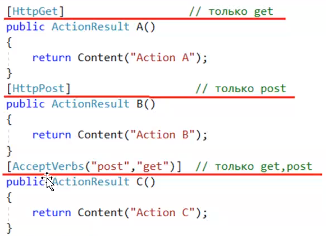 [HttpGet] // только get
public ActionResult A()
{
return Content("Action A");
}
[HttpPost] // только post
public ActionResult B()
{
return Content("Action B");
}
[AcceptVerbs("post","get")] // только get,post
public ActionResult C()
{
return Content("Action C");
}